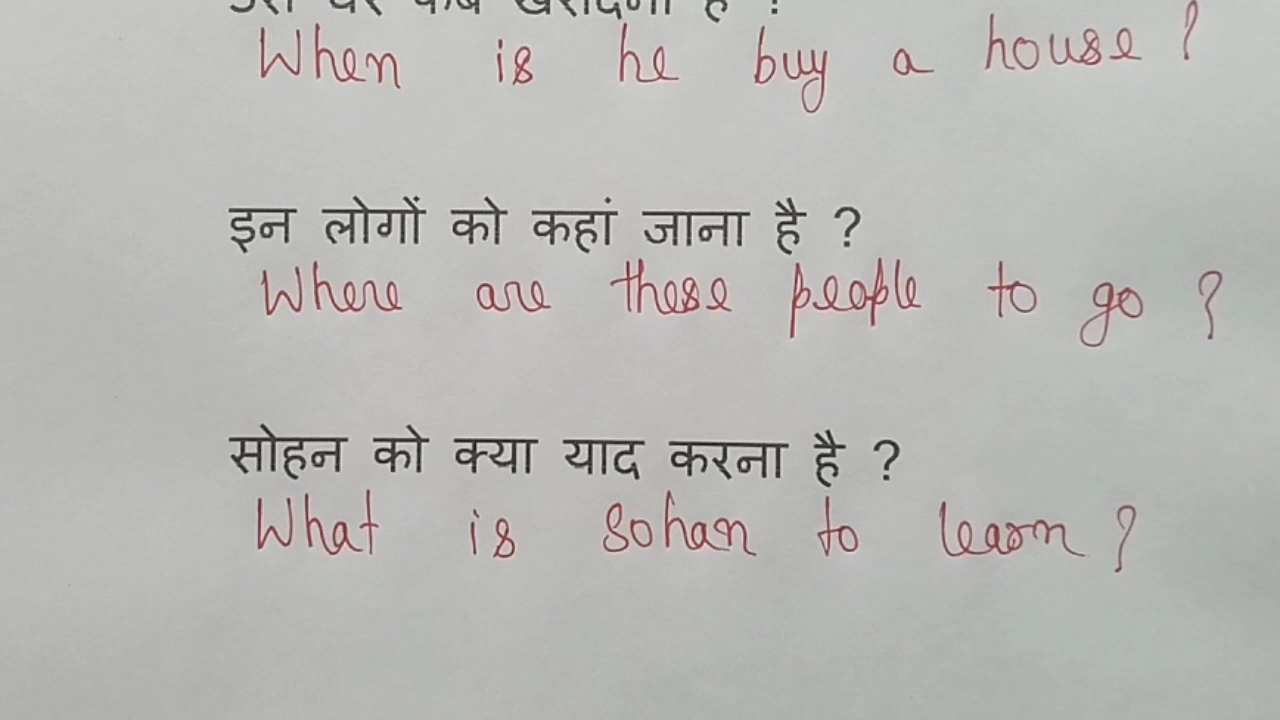 When is he buy a house ?
इन लोगों को कहां जाना है ?
Where are these people to go ?
सोहन को क्या याद करना है ?
What is sohan to learn ?